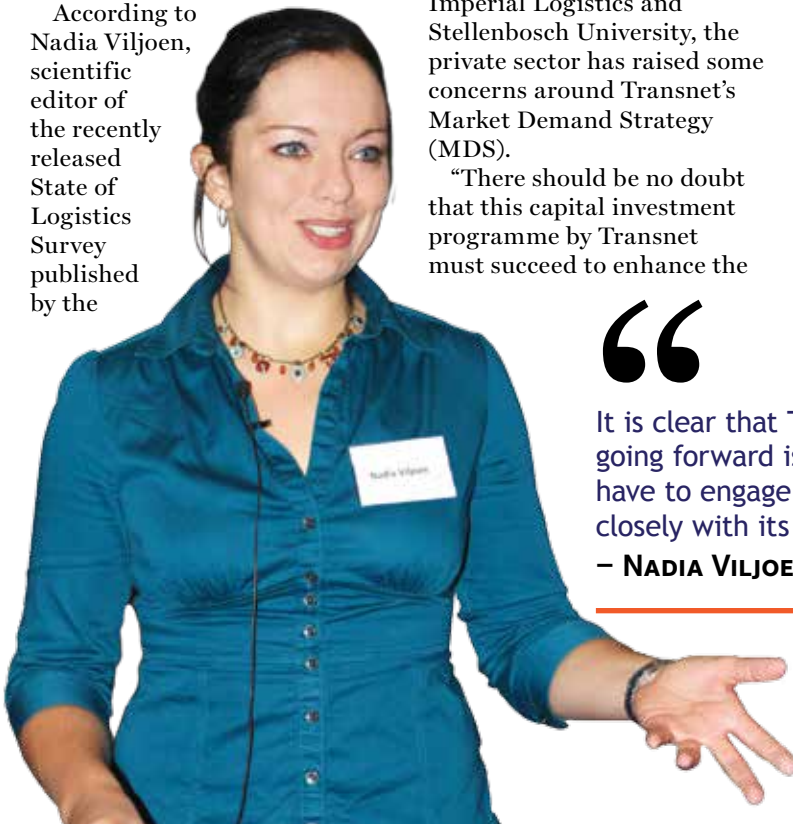 According to
Nadia Viljoen,
scientific
editor of
the recently
released
State of
Logistics
Survey
published
by the
Imperial Logistics and
Stellenbosch University, the
private sector has raised some
concerns around Transnet’s
Market Demand Strategy
(MDS).
“There should be no doubt
that this capital investment
programme by Transnet
must succeed to enhance the
“
It is clear that
going forward
have to engage
closely with its
– Nadia
Nadia Viljoen